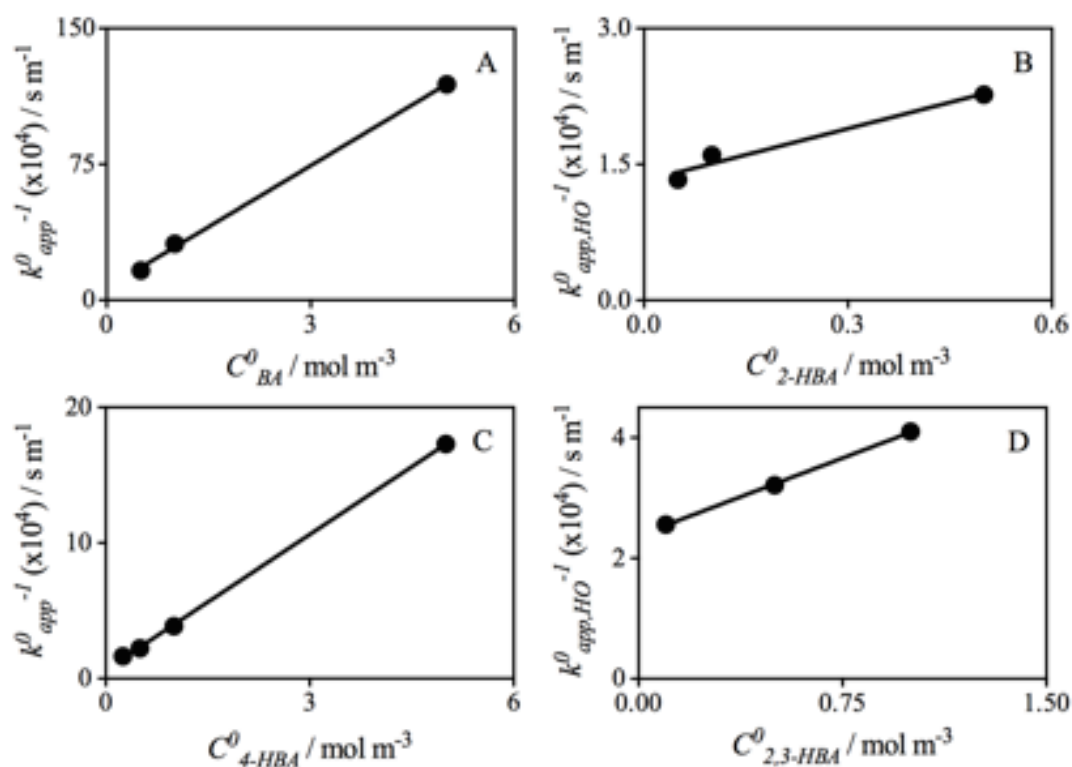 150
A
75
0
0
3
6
k⁰app⁻¹ (x10⁴) / s m⁻¹
C⁰BA / mol m⁻³
3.0
B
1.5
0.0
0.0
0.3
0.6
k⁰app,HO⁻¹ (x10⁴) / s m⁻¹
C⁰2-HBA / mol m⁻³
20
C
10
0
0
3
6
k⁰app⁻¹ (x10⁴) / s m⁻¹
C⁰4-HBA / mol m⁻³
4
D
2
0
0.00
0.75
1.50
k⁰app,HO⁻¹ (x10⁴) / s m⁻¹
C⁰2,3-HBA / mol m⁻³